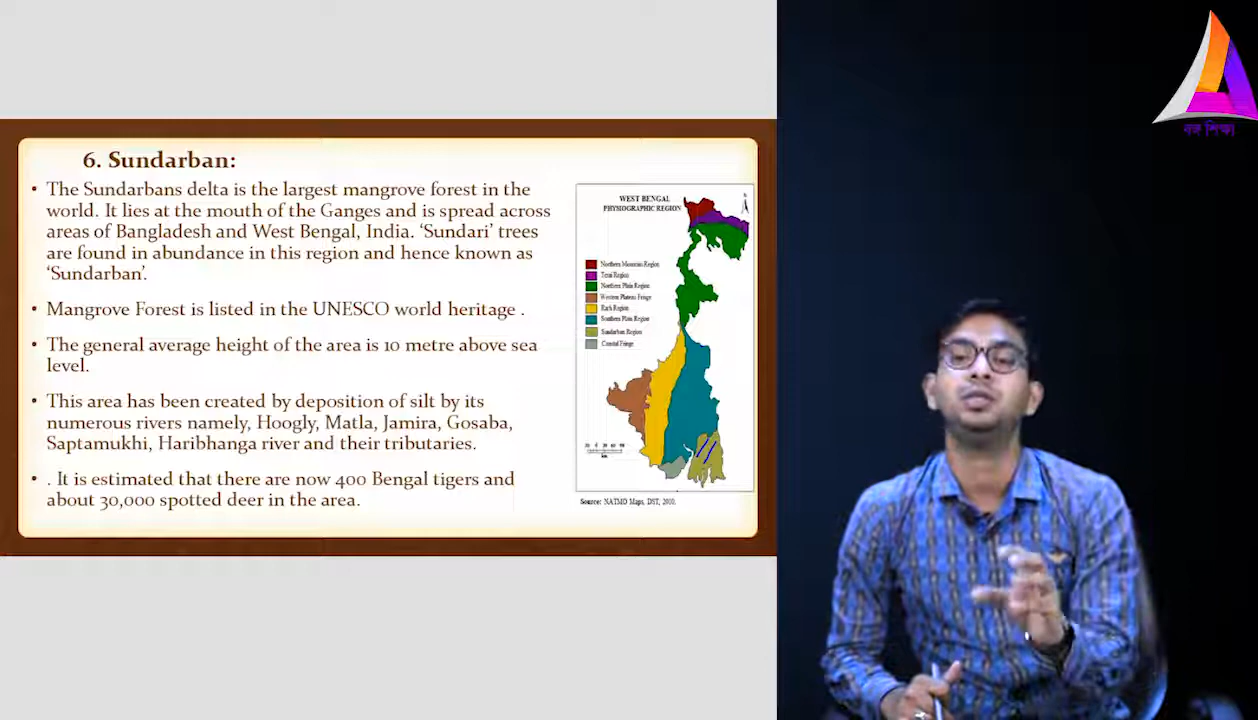 6. Sundarban:
• The Sundarbans delta is the largest mangrove forest in the
world. It lies at the mouth of the Ganges and is spread across
areas of Bangladesh and West Bengal, India. ‘Sundari’ trees
are found in abundance in this region and hence known as
‘Sundarban’.
• Mangrove Forest is listed in the UNESCO world heritage .
• The general average height of the area is 10 metre above sea
level.
• This area has been created by deposition of silt by its
numerous rivers namely, Hoogly, Matla, Jamira, Gosaba,
Saptamukhi, Haribhanga river and their tributaries.
• . It is estimated that there are now 400 Bengal tigers and
about 30,000 spotted deer in the area.
WEST BENGAL
PHYSIOGRAPHIC REGION
N
Northern Mountain Region
Terai Region
Northern Plain Region
Western Plateau Fringe
Rarh Region
Southern Plain Region
Sundarban Region
Coastal Fringe
km
Source: NATMO Maps, DST, 2010.
বঙ্গ শিক্ষা